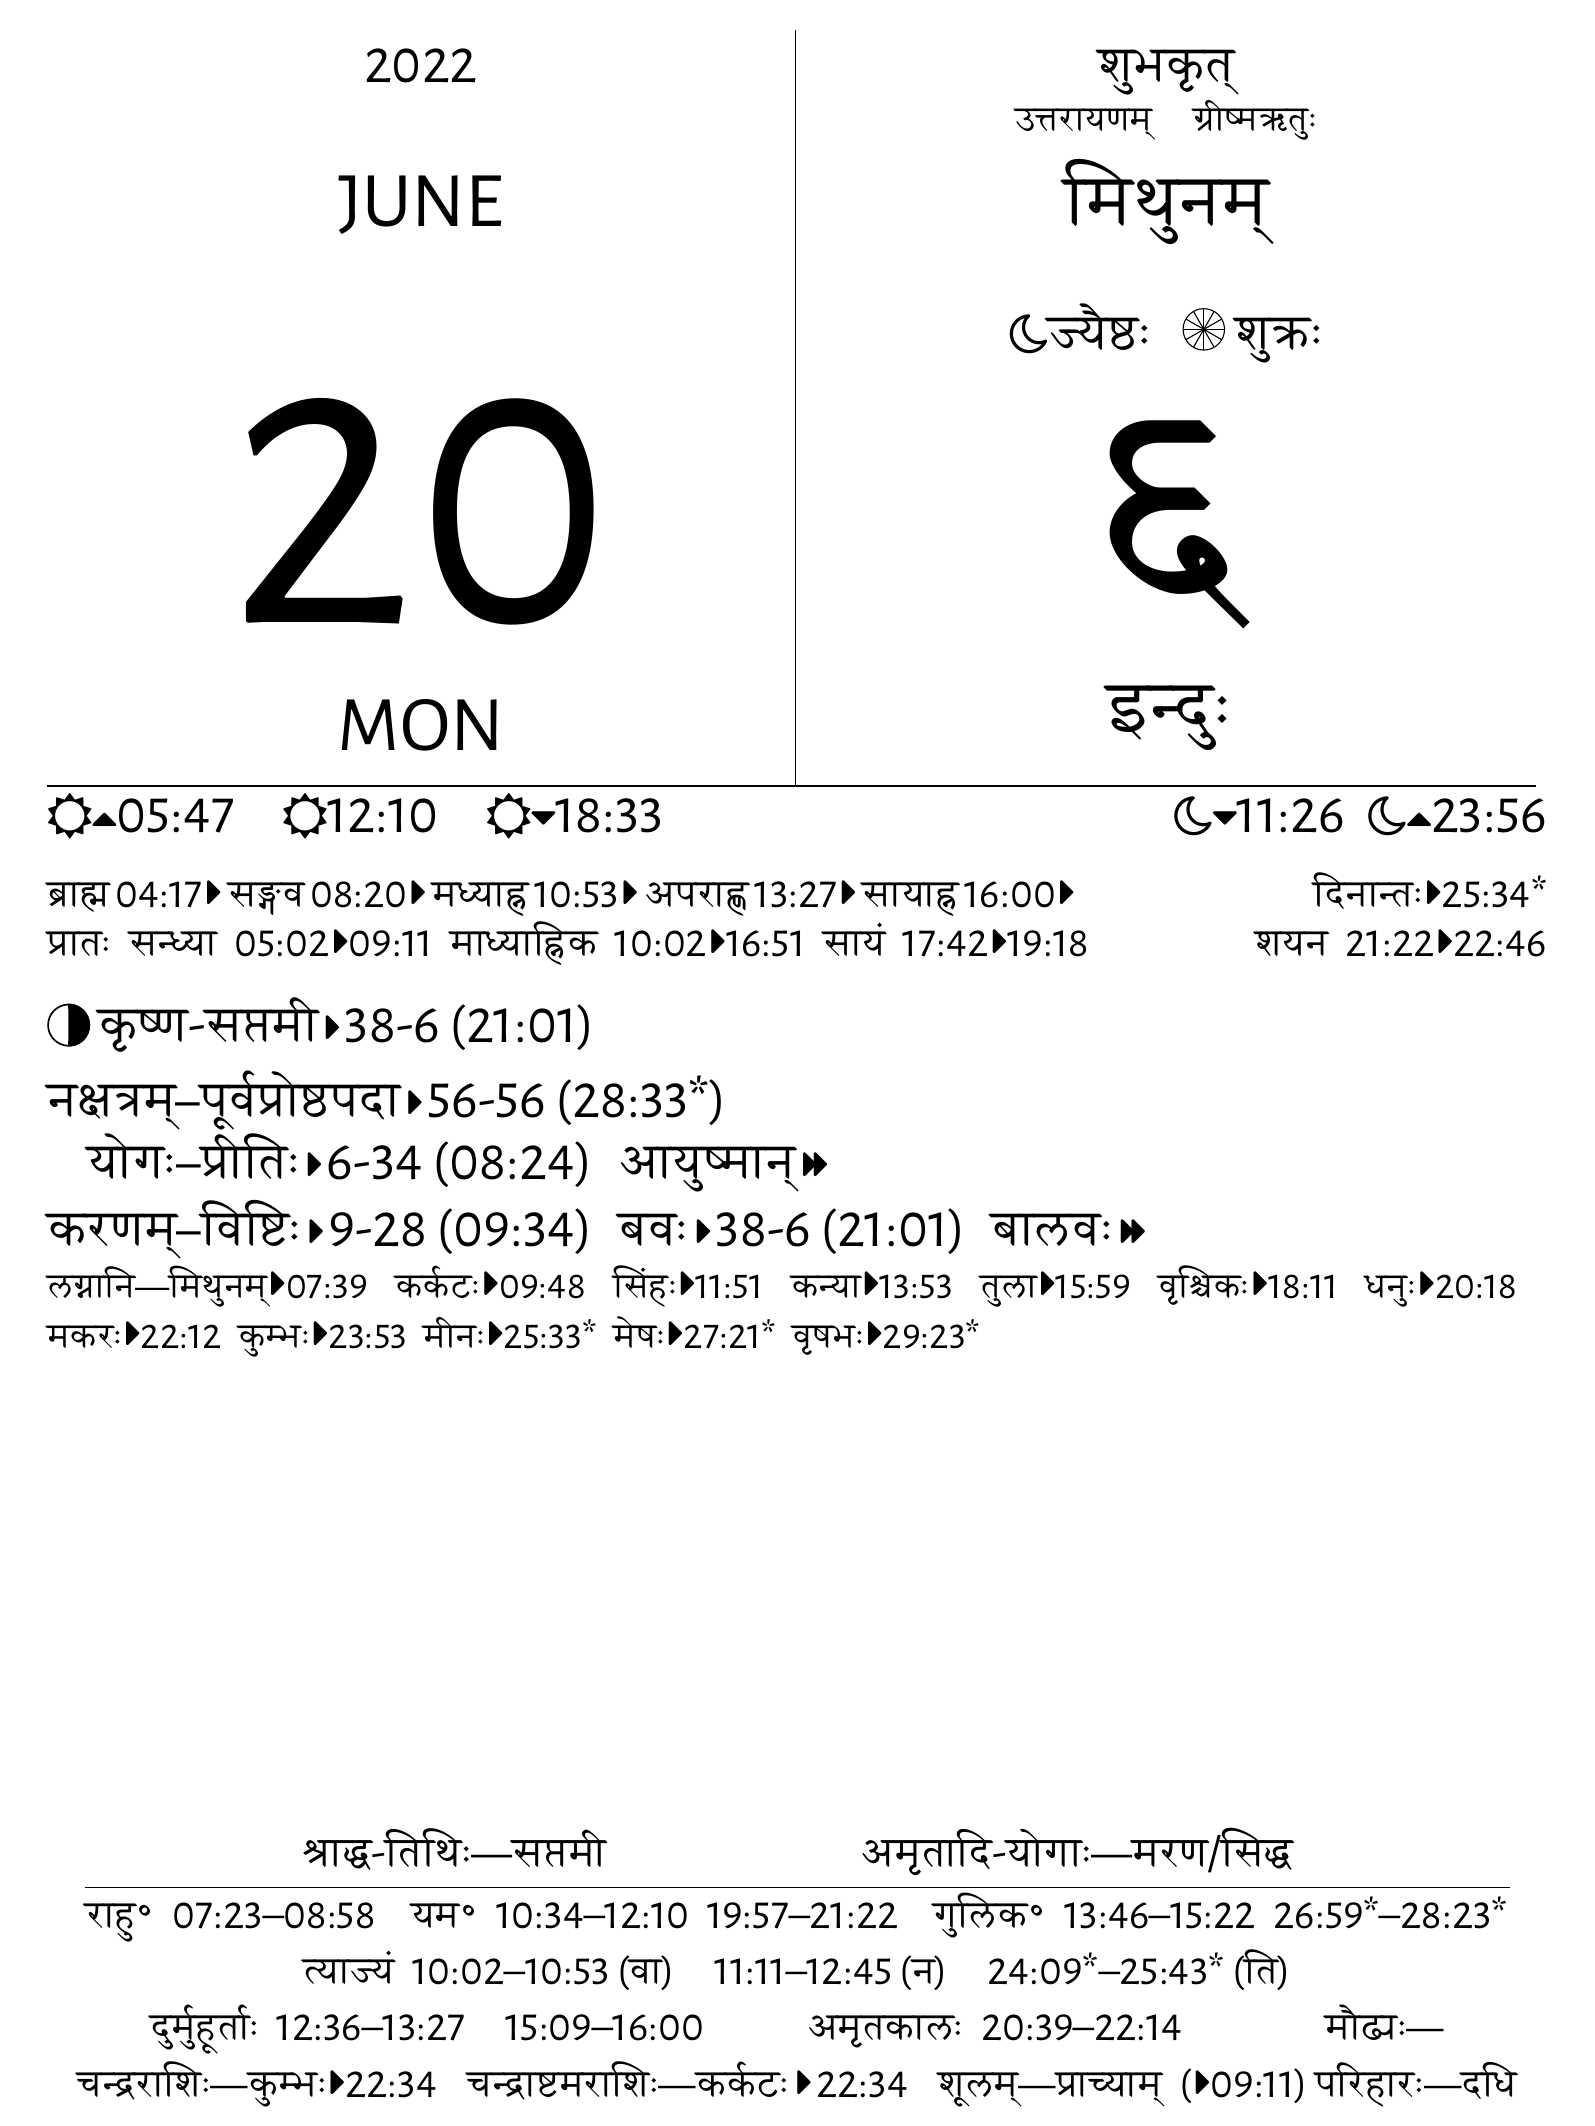 2022
JUNE
20
MON
शुभकृत्
उत्तरायणम् ग्रीष्मऋतुः
मिथुनम्
ज्यैष्ठः शुक्रः
६
इन्दुः
05:47 12:10 18:33 11:26 23:56
ब्राह्म 04:17 सङ्गव 08:20 मध्याह्न 10:53 अपराह्ण 13:27 सायाह्न 16:00 दिनान्तः 25:34*
प्रातः सन्ध्या 05:02 09:11 माध्याह्निक 10:02 16:51 सायं 17:42 19:18 शयन 21:22 22:46
कृष्ण-सप्तमी 38-6 (21:01)
नक्षत्रम्–पूर्वप्रोष्ठपदा 56-56 (28:33*)
योगः–प्रीतिः 6-34 (08:24) आयुष्मान्
करणम्–विष्टिः 9-28 (09:34) बवः 38-6 (21:01) बालवः
लग्नानि—मिथुनम् 07:39 कर्कटः 09:48 सिंहः 11:51 कन्या 13:53 तुला 15:59 वृश्चिकः 18:11 धनुः 20:18
मकरः 22:12 कुम्भः 23:53 मीनः 25:33* मेषः 27:21* वृषभः 29:23*
श्राद्ध-तिथिः—सप्तमी अमृतादि-योगाः—मरण/सिद्ध
राहु॰ 07:23–08:58 यम॰ 10:34–12:10 19:57–21:22 गुलिक॰ 13:46–15:22 26:59*–28:23*
त्याज्यं 10:02–10:53 (वा) 11:11–12:45 (न) 24:09*–25:43* (ति)
दुर्मुहूर्ताः 12:36–13:27 15:09–16:00 अमृतकालः 20:39–22:14 मौढ्यः—
चन्द्रराशिः—कुम्भः 22:34 चन्द्राष्टमराशिः—कर्कटः 22:34 शूलम्—प्राच्याम् ( 09:11) परिहारः—दधि